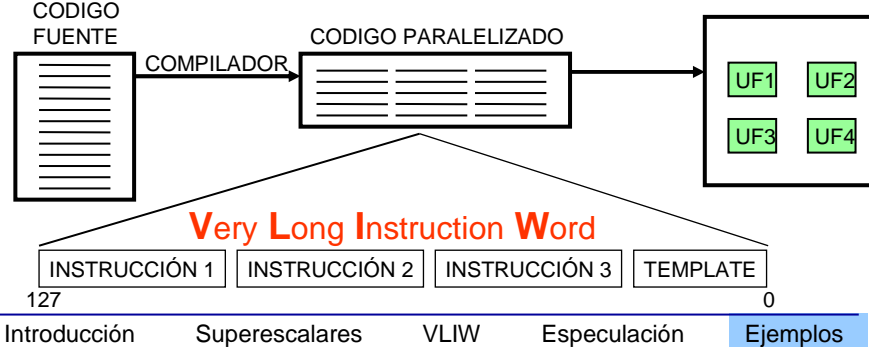 CODIGO
FUENTE
COMPILADOR
CODIGO PARALELIZADO
UF1 UF2
UF3 UF4
Very Long Instruction Word
INSTRUCCIÓN 1 INSTRUCCIÓN 2 INSTRUCCIÓN 3 TEMPLATE
127 0
Introducción Superescalares VLIW Especulación Ejemplos